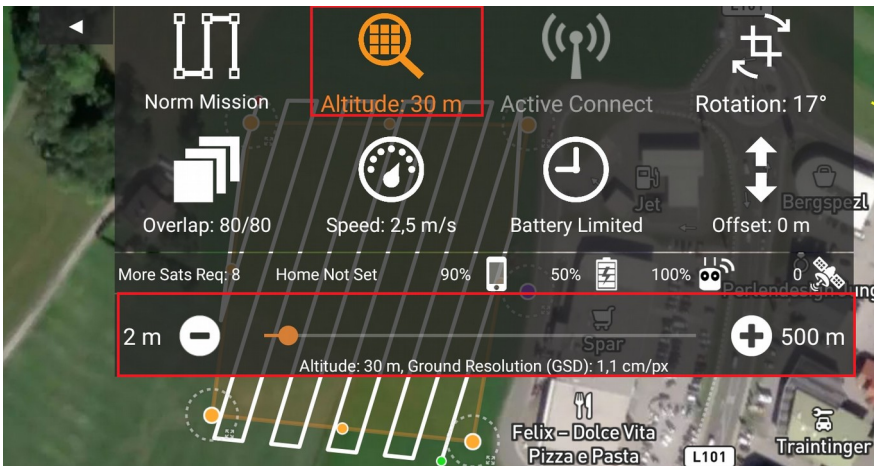 L101
Norm Mission
Altitude: 30 m
Active Connect
Rotation: 17°
Jet
Bergspezl
Overlap: 80/80
Speed: 2,5 m/s
Battery Limited
Offset: 0 m
More Sats Req: 8
Home Not Set
90%
50%
100%
0
2 m
Spar
500 m
Altitude: 30 m, Ground Resolution (GSD): 1,1 cm/px
Felix – Dolce Vita
Pizza e Pasta
L101
Traintinger